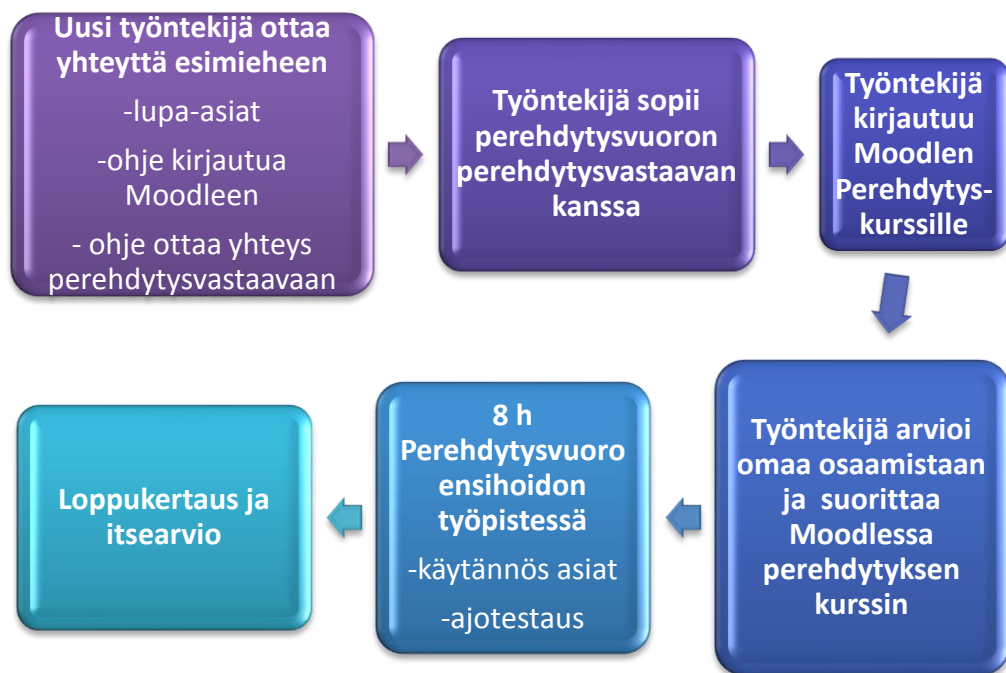 Uusi työntekijä ottaa
yhteyttä esimieheen
-lupa-asiat
-ohje kirjautua
Moodleen
- ohje ottaa yhteys
perehdytysvastaavaan
Työntekijä sopii
perehdytysvuoron
perehdytysvastaavan
kanssa
Työntekijä
kirjautuu
Moodlen
Perehdytys-
kurssille
Työntekijä arvioi
omaa osaamistaan
ja suorittaa
Moodlessa
perehdytyksen
kurssin
8 h
Perehdytysvuoro
ensihoidon
työpistessä
-käytännös asiat
-ajotestaus
Loppukertaus ja
itsearvio